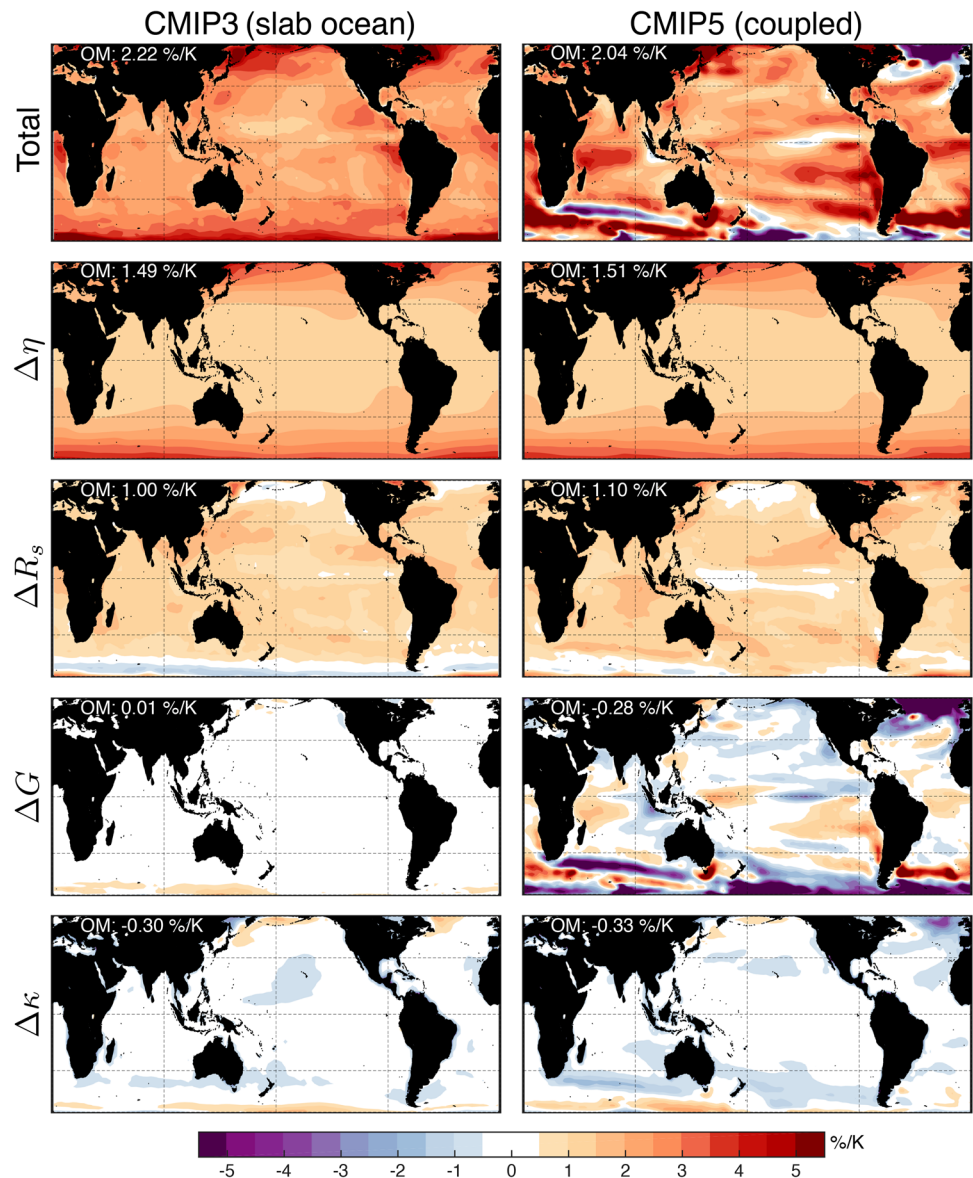 CMIP3 (slab ocean) CMIP5 (coupled)
Total OM: 2.22 %/K OM: 2.04 %/K
Δη OM: 1.49 %/K OM: 1.51 %/K
ΔR_s OM: 1.00 %/K OM: 1.10 %/K
ΔG OM: 0.01 %/K OM: -0.28 %/K
Δκ OM: -0.30 %/K OM: -0.33 %/K
%/K
-5 -4 -3 -2 -1 0 1 2 3 4 5